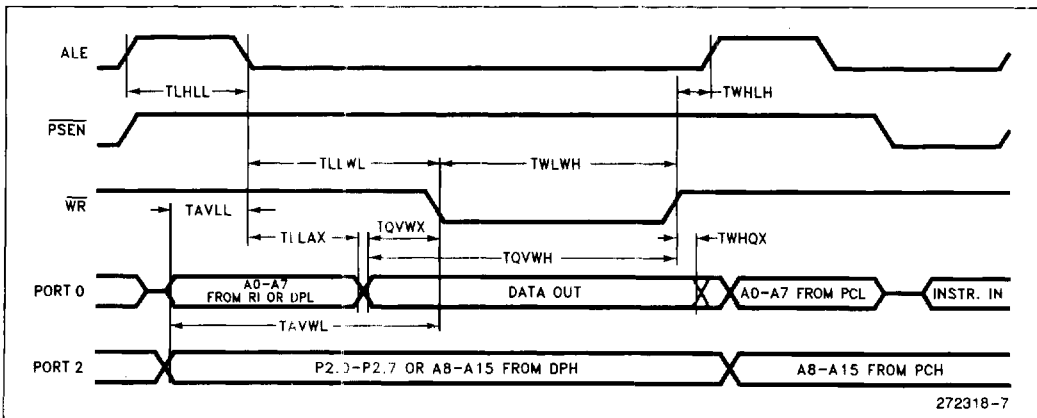 ALE
TLHLL
TWHLH
PSEN
TLLWL
TWLWH
WR
TAVLL
TLLAX
TQVWX
TQVWH
TWHQX
PORT 0
A0-A7
FROM RI OR DPL
DATA OUT
A0-A7 FROM PCL
INSTR. IN
TAVWL
PORT 2
P2.0-P2.7 OR A8-A15 FROM DPH
A8-A15 FROM PCH
272318-7